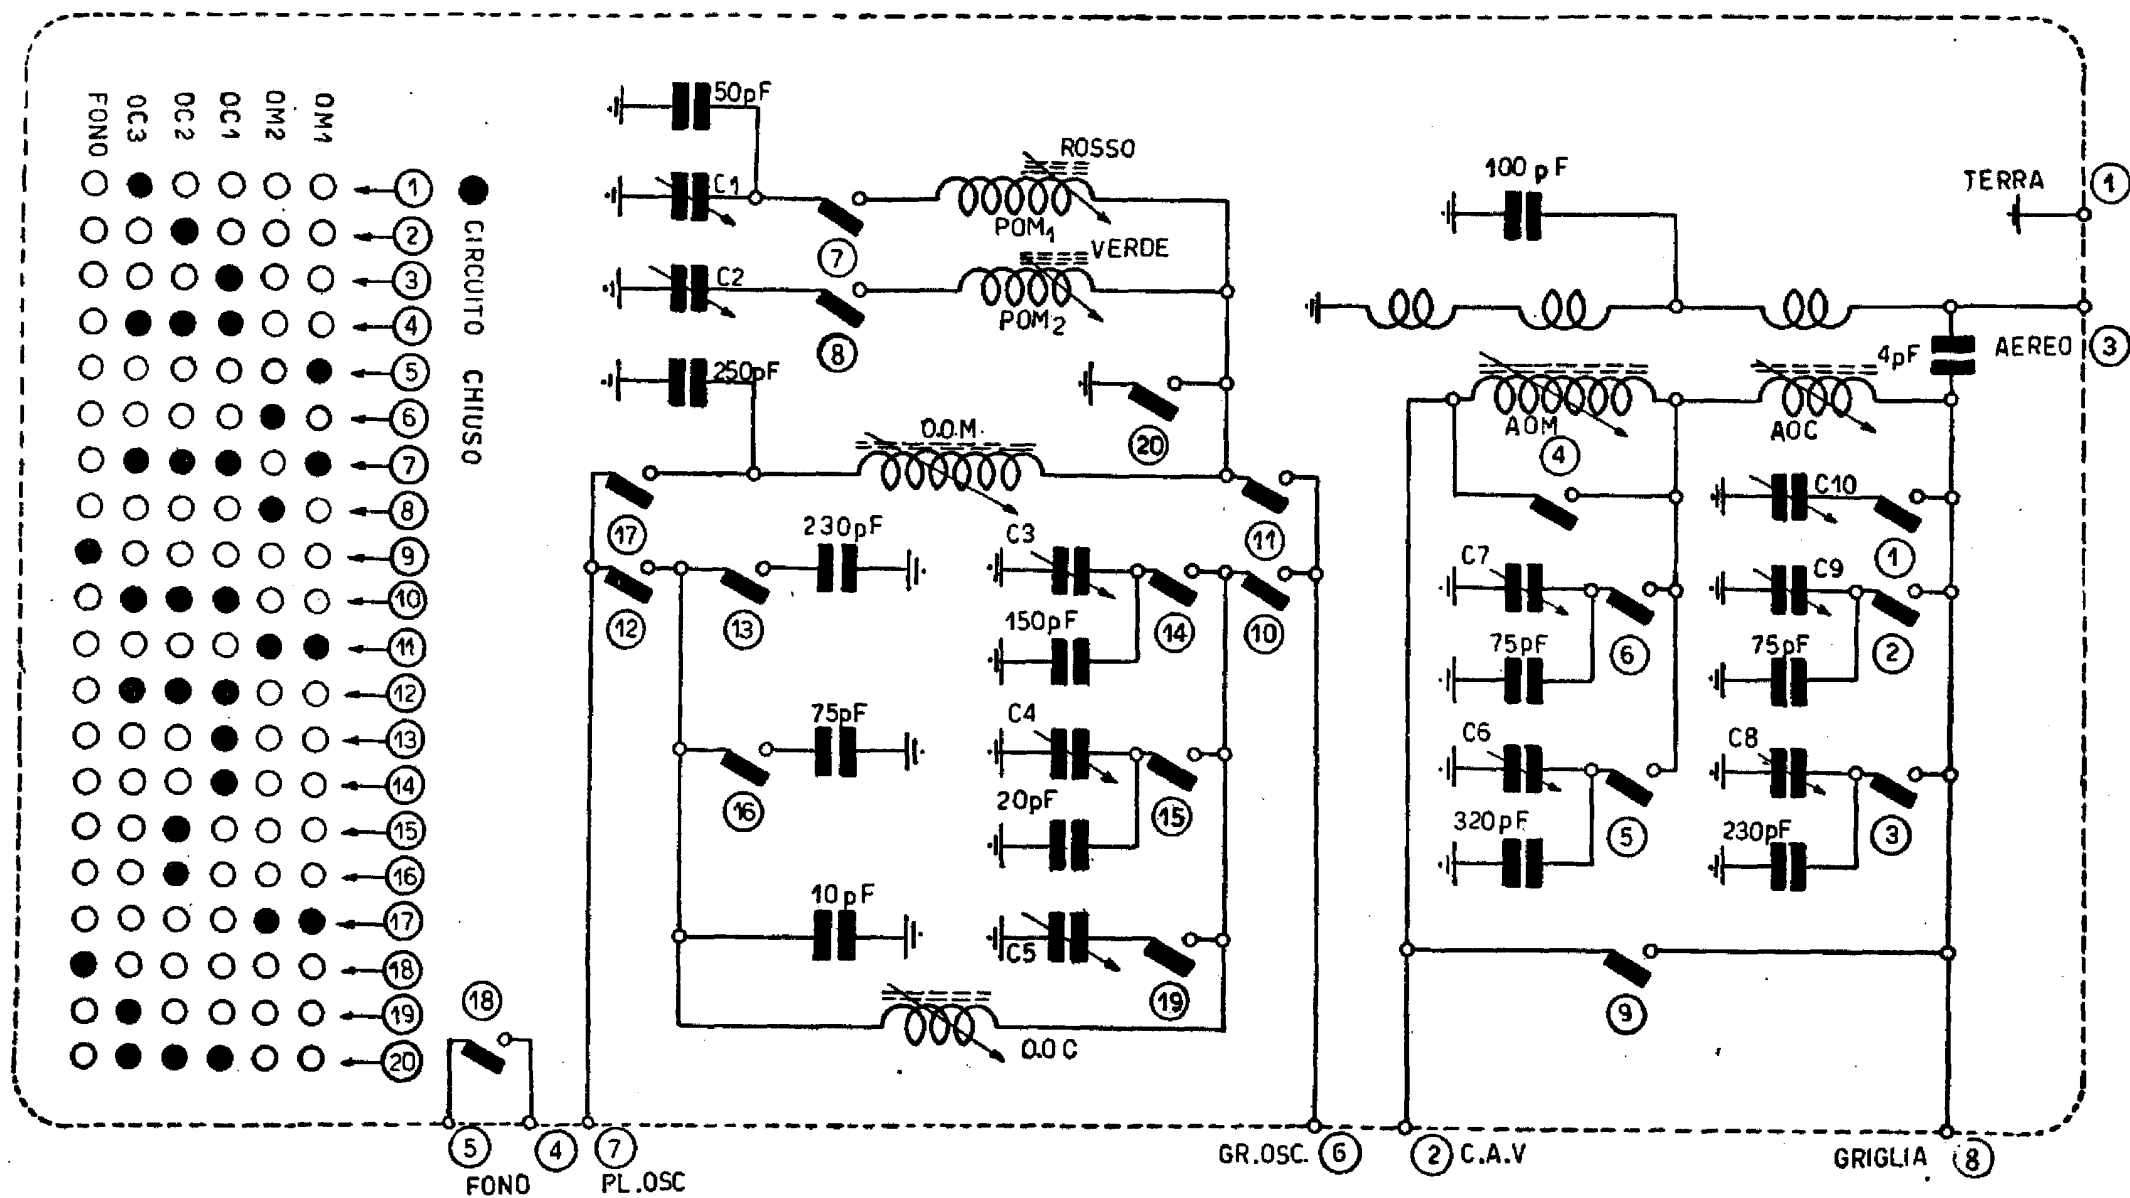 FONO
OC3
OC2
OC1
OM2
OM1
1
2
3
4
5
6
7
8
9
10
11
12
13
14
15
16
17
18
19
20
CIRCUITO CHIUSO
18
5
4
FONO
7
PL.OSC
50pF
C1
7
ROSSO
POM1
C2
8
VERDE
POM2
250pF
20
O.O.M.
17
11
230pF
C3
12
13
150pF
14
10
75pF
C4
16
20pF
15
10pF
C5
19
O.O C
GR.OSC.
6
100 pF
TERRA
1
4pF
AEREO
3
AOM
4
AOC
C10
1
C7
C9
75pF
6
75pF
2
C6
C8
320pF
5
230pF
3
9
2
C.A.V
GRIGLIA
8